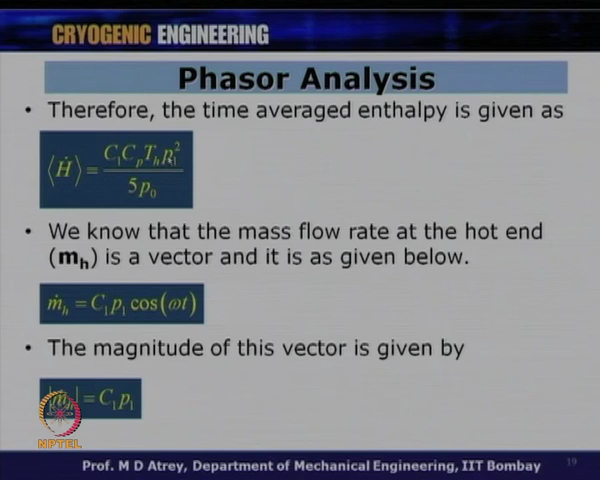 CRYOGENIC ENGINEERING
Phasor Analysis
• Therefore, the time averaged enthalpy is given as
⟨Ḣ⟩ = C₁CₚTₕp₁² / 5p₀
• We know that the mass flow rate at the hot end
(mₕ) is a vector and it is as given below.
ṁₕ = C₁p₁ cos(ωt)
• The magnitude of this vector is given by
|ṁₕ| = C₁p₁
NPTEL
Prof. M D Atrey, Department of Mechanical Engineering, IIT Bombay
19